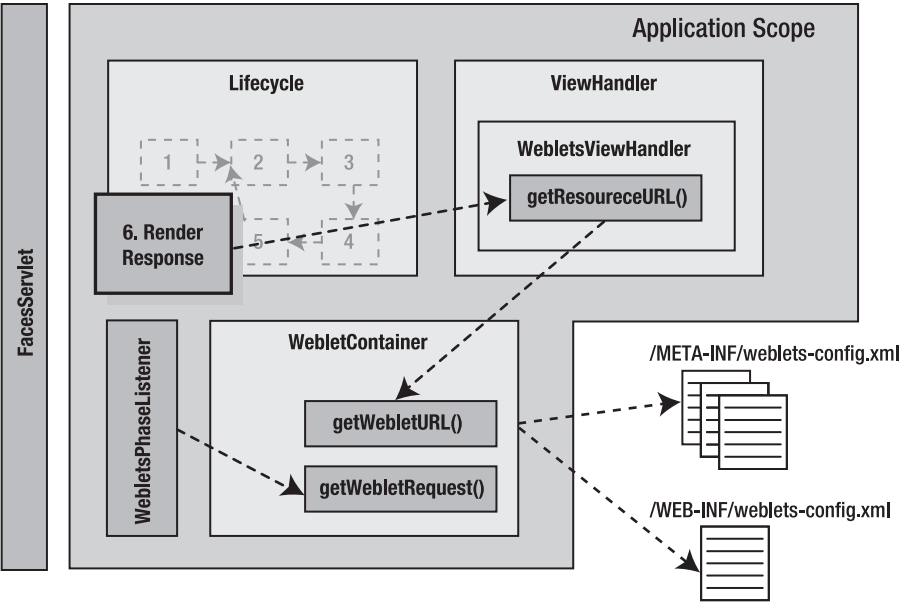 Application Scope
FacesServlet
Lifecycle
1
2
3
6. Render
Response
5
4
ViewHandler
WebletsViewHandler
getResoureceURL()
WebletsPhaseListener
WebletContainer
getWebletURL()
getWebletRequest()
/META-INF/weblets-config.xml
/WEB-INF/weblets-config.xml